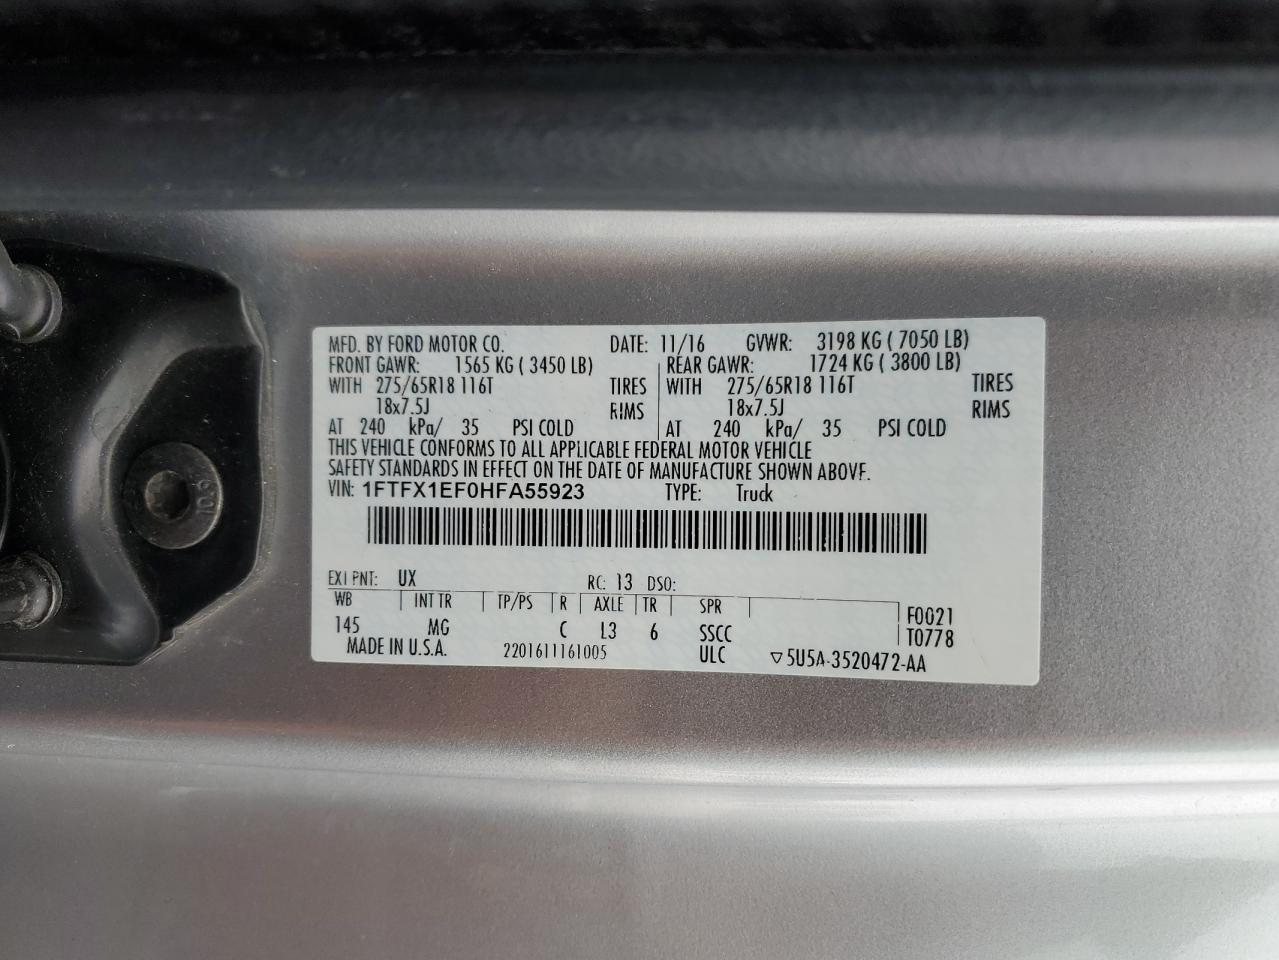 MFD. BY FORD MOTOR CO. DATE: 11/16 GVWR: 3198 KG ( 7050 LB)
FRONT GAWR: 1565 KG ( 3450 LB) REAR GAWR: 1724 KG ( 3800 LB)
WITH 275/65R18 116T TIRES WITH 275/65R18 116T TIRES
18x7.5J RIMS 18x7.5J RIMS
AT 240 kPa/ 35 PSI COLD AT 240 kPa/ 35 PSI COLD
THIS VEHICLE CONFORMS TO ALL APPLICABLE FEDERAL MOTOR VEHICLE
SAFETY STANDARDS IN EFFECT ON THE DATE OF MANUFACTURE SHOWN ABOVE.
VIN: 1FTFX1EF0HFA55923 TYPE: Truck
EXT PNT: UX RC: 13 DSO:
WB INT TR TP/PS R AXLE TR SPR F0021
145 MG C L3 6 SSCC T0778
MADE IN U.S.A. 2201611161005 ULC ▽5U5A-3520472-AA
10.9